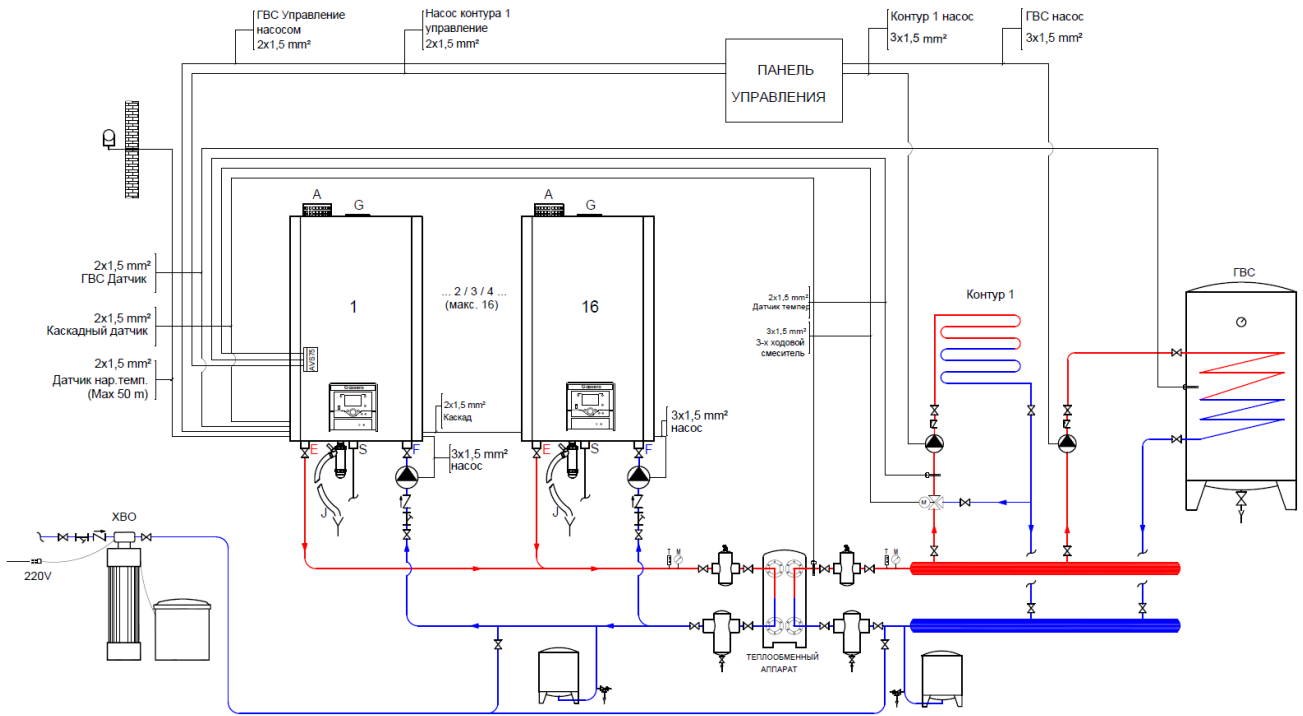 ГВС Управление
насосом
2x1,5 mm²
Насос контура 1
управление
2x1,5 mm²
Контур 1 насос
3x1,5 mm²
ГВС насос
3x1,5 mm²
ПАНЕЛЬ
УПРАВЛЕНИЯ
A
G
A
G
2x1,5 mm²
ГВС Датчик
2x1,5 mm²
Каскадный датчик
2x1,5 mm²
Датчик нар.темп.
(Max 50 m)
1
AVS75
... 2 / 3 / 4 ...
(макс. 16)
16
2x1,5 mm²
Датчик темпер
3x1,5 mm²
3-х ходовой
смеситель
Контур 1
ГВС
2x1,5 mm²
Каскад
3x1,5 mm²
насос
3x1,5 mm²
насос
E
S
F
E
S
F
J
J
M
ХВО
220V
T
M
T
M
ТЕПЛООБМЕННЫЙ
АППАРАТ